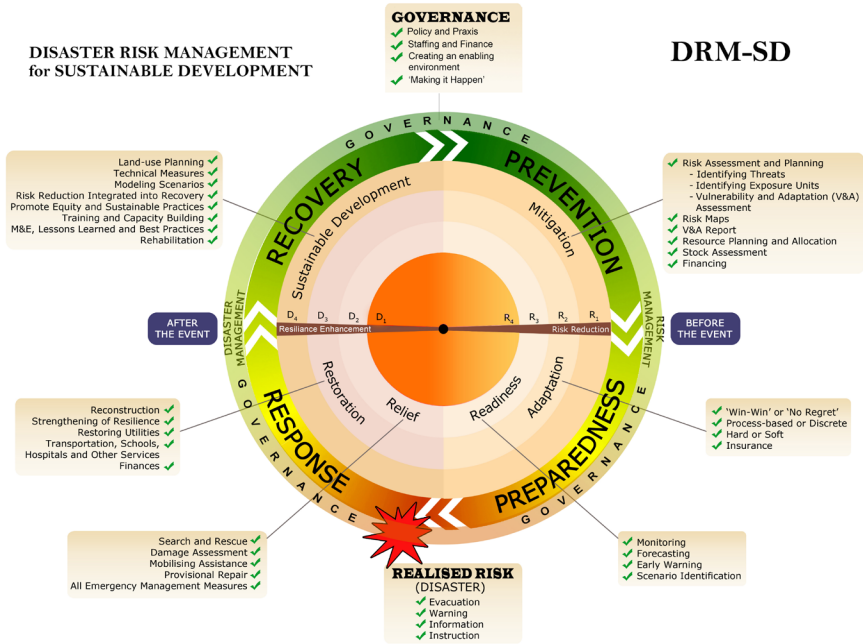 DISASTER RISK MANAGEMENT
for SUSTAINABLE DEVELOPMENT
GOVERNANCE
Policy and Praxis
Staffing and Finance
Creating an enabling
environment
'Making it Happen'
DRM-SD
GOVERNANCE
Land-use Planning
Technical Measures
Modeling Scenarios
Risk Reduction Integrated into Recovery
Promote Equity and Sustainable Practices
Training and Capacity Building
M&E, Lessons Learned and Best Practices
Rehabilitation
RECOVERY
PREVENTION
Risk Assessment and Planning
- Identifying Threats
- Identifying Exposure Units
- Vulnerability and Adaptation (V&A)
Assessment
Risk Maps
V&A Report
Resource Planning and Allocation
Stock Assessment
Financing
Sustainable Development
Mitigation
AFTER
THE EVENT
DISASTER
MANAGEMENT
D4 D3 D2 D1
R4 R3 R2 R1
Resiliance Enhancement
Risk Reduction
RISK
MANAGEMENT
BEFORE
THE EVENT
Restoration
Relief
Readiness
Adaptation
RESPONSE
PREPAREDNESS
GOVERNANCE
GOVERNANCE
Reconstruction
Strengthening of Resilience
Restoring Utilities
Transportation, Schools,
Hospitals and Other Services
Finances
'Win-Win' or 'No Regret'
Process-based or Discrete
Hard or Soft
Insurance
Search and Rescue
Damage Assessment
Mobilising Assistance
Provisional Repair
All Emergency Management Measures
REALISED RISK
(DISASTER)
Evacuation
Warning
Information
Instruction
Monitoring
Forecasting
Early Warning
Scenario Identification